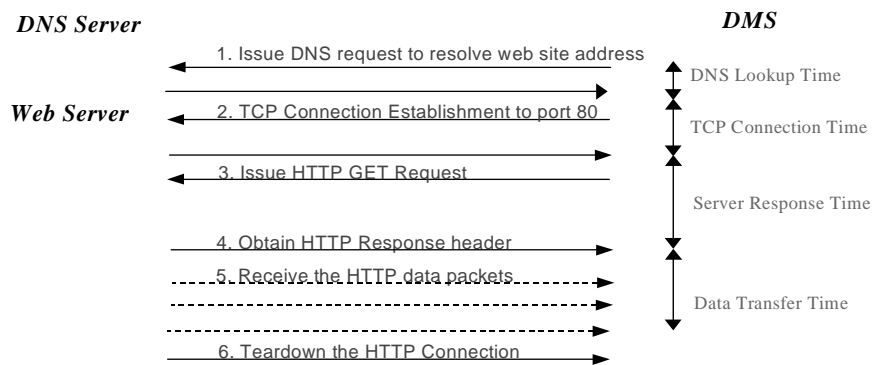 DNS Server
DMS
1. Issue DNS request to resolve web site address
DNS Lookup Time
Web Server
2. TCP Connection Establishment to port 80
TCP Connection Time
3. Issue HTTP GET Request
Server Response Time
4. Obtain HTTP Response header
5. Receive the HTTP data packets
Data Transfer Time
6. Teardown the HTTP Connection